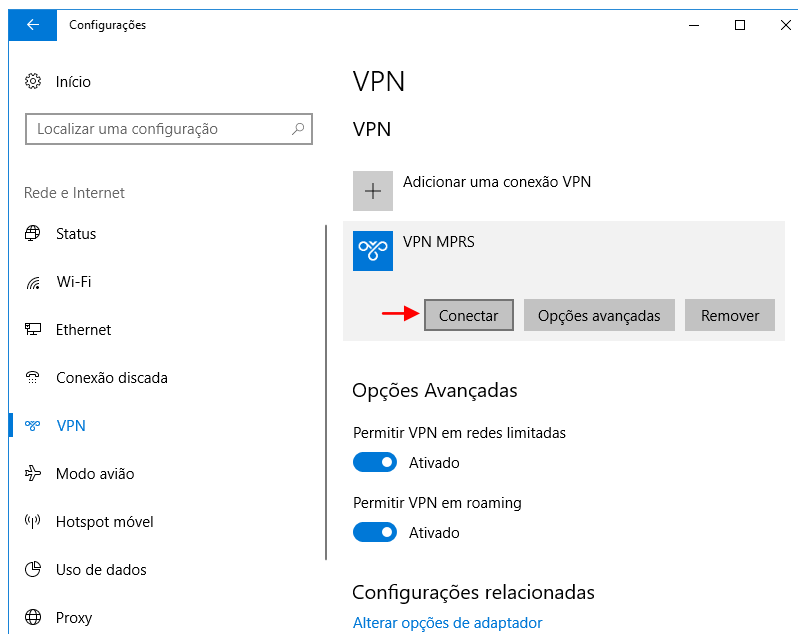 Configurações
Início
Localizar uma configuração
Rede e Internet
Status
Wi-Fi
Ethernet
Conexão discada
VPN
Modo avião
Hotspot móvel
Uso de dados
Proxy
VPN
VPN
Adicionar uma conexão VPN
VPN MPRS
Conectar
Opções avançadas
Remover
Opções Avançadas
Permitir VPN em redes limitadas
Ativado
Permitir VPN em roaming
Ativado
Configurações relacionadas
Alterar opções de adaptador